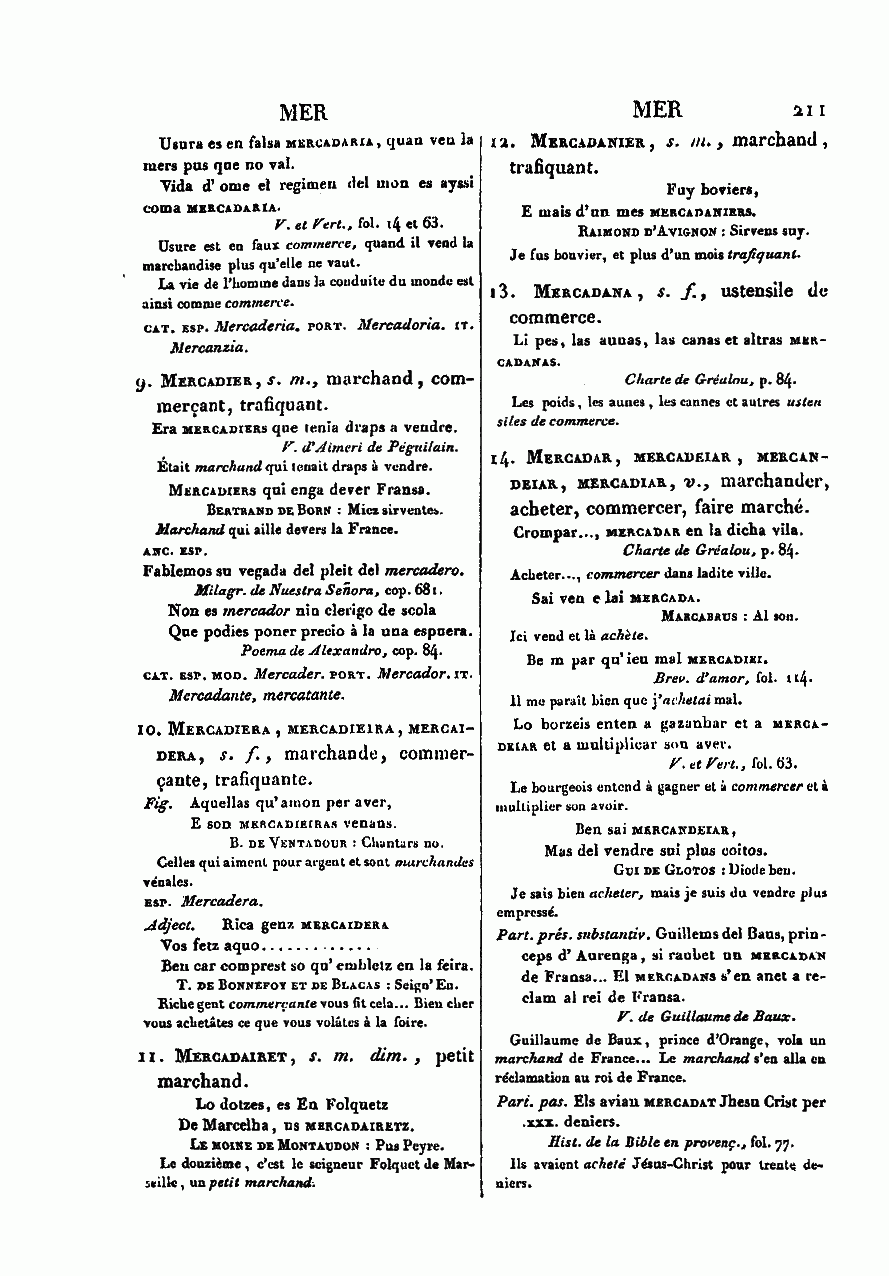 MER
Usura es en falsa MERCADARIA, quan ven la
mers pus que no val.
Vida d'ome el regimen del mon es ayssi
coma MERCADARIA.
V. et Vert., fol. 14 et 63.
Usure est en faux commerce, quand il vend la
marchandise plus qu'elle ne vaut.
La vie de l'homme dans la conduite du monde est
ainsi comme commerce.
CAT. ESP. Mercaderia. PORT. Mercadoria. IT.
Mercanzia.
9. MERCADIER, s. m., marchand, com-
merçant, trafiquant.
Era MERCADIERS que tenia draps a vendre.
V. d'Aimeri de Péguilain.
Était marchand qui tenait draps à vendre.
MERCADIERS qui enga dever Fransa.
BERTRAND DE BORN : Miez sirventes.
Marchand qui aille devers la France.
ANC. ESP.
Fablemos su vegada del pleit del mercadero.
Milagr. de Nuestra Señora, cop. 681.
Non es mercador nin clerigo de scola
Que podies poner precio à la una espuera.
Poema de Alexandro, cop. 84.
CAT. ESP. MOD. Mercader. PORT. Mercador. IT.
Mercadante, mercatante.
10. MERCADIERA, MERCADIEIRA, MERCAI-
DERA, s. f., marchande, commer-
çante, trafiquante.
Fig. Aquellas qu'amon per aver,
E son MERCADIEIRAS venans.
B. DE VENTADOUR : Chantars no.
Celles qui aiment pour argent et sont marchandes
vénales.
ESP. Mercadera.
Adject. Rica genz MERCAIDERA
Vos fetz aquo.............
Ben car comprest so qu'embletz en la feira.
T. DE BONNEFOY ET DE BLACAS : Seign' En.
Riche gent commerçante vous fit cela... Bien cher
vous achetâtes ce que vous volâtes à la foire.
11. MERCADAIRET, s. m. dim., petit
marchand.
Lo dotzes, es En Folquetz
De Marcelha, us MERCADAIRETZ.
LE MOINE DE MONTAUDON : Pus Peyre.
Le douzième, c'est le seigneur Folquet de Mar-
seille, un petit marchand.
MER 211
12. MERCADANIER, s. m., marchand,
trafiquant.
Fuy boviers,
E mais d'un mes MERCADANIERS.
RAIMOND D'AVIGNON : Sirvens suy.
Je fus bouvier, et plus d'un mois trafiquant.
13. MERCADANA, s. f., ustensile de
commerce.
Li pes, las aunas, las canas et altras MER-
CADANAS.
Charte de Gréalou, p. 84.
Les poids, les aunes, les cannes et autres usten
siles de commerce.
14. MERCADAR, MERCADEIAR, MERCAN-
DEIAR, MERCADIAR, v., marchander,
acheter, commercer, faire marché.
Crompar..., MERCADAR en la dicha vila.
Charte de Gréalou, p. 84.
Acheter..., commercer dans ladite ville.
Sai ven e lai MERCADA.
MARCABRUS : Al son.
Ici vend et là achète.
Be m par qu'ieu mal MERCADIEI.
Brev. d'amor, fol. 114.
Il me paraît bien que j'achetai mal.
Lo borzeis enten a gazanhar et a MERCA-
DEIAR et a multiplicar son aver.
V. et Vert., fol. 63.
Le bourgeois entend à gagner et à commercer et à
multiplier son avoir.
Ben sai MERCANDEIAR,
Mas del vendre sui plus coitos.
GUI DE GLOTOS : Diode ben.
Je sais bien acheter, mais je suis du vendre plus
empressé.
Part. prés. substantiv. Guillems del Baus, prin-
ceps d'Aurenga, si raubet un MERCADAN
de Fransa... El MERCADANS s'en anet a re-
clam al rei de Fransa.
V. de Guillaume de Baux.
Guillaume de Baux, prince d'Orange, vola un
marchand de France... Le marchand s'en alla en
réclamation au roi de France.
Part. pas. Els aviau MERCADAT Jhesu Crist per
.XXX. deniers.
Hist. de la Bible en provenç., fol. 77.
Ils avaient acheté Jésus-Christ pour trente de-
niers.